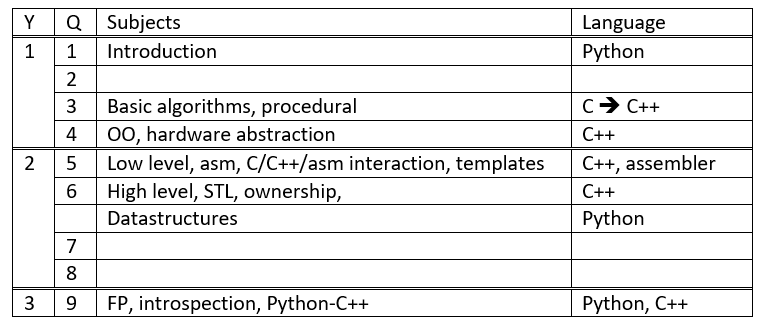 Y Q Subjects Language
1 1 Introduction Python
2
3 Basic algorithms, procedural C ➔ C++
4 OO, hardware abstraction C++
2 5 Low level, asm, C/C++/asm interaction, templates C++, assembler
6 High level, STL, ownership, C++
Datastructures Python
7
8
3 9 FP, introspection, Python-C++ Python, C++